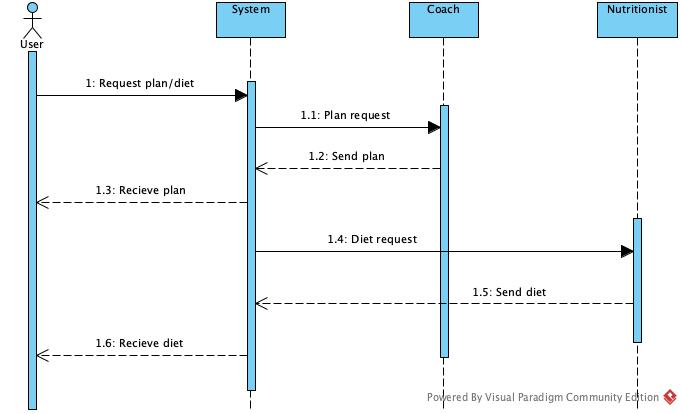 System
Coach
Nutritionist
User
1: Request plan/diet
1.1: Plan request
1.2: Send plan
1.3: Recieve plan
1.4: Diet request
1.5: Send diet
1.6: Recieve diet
Powered By Visual Paradigm Community Edition